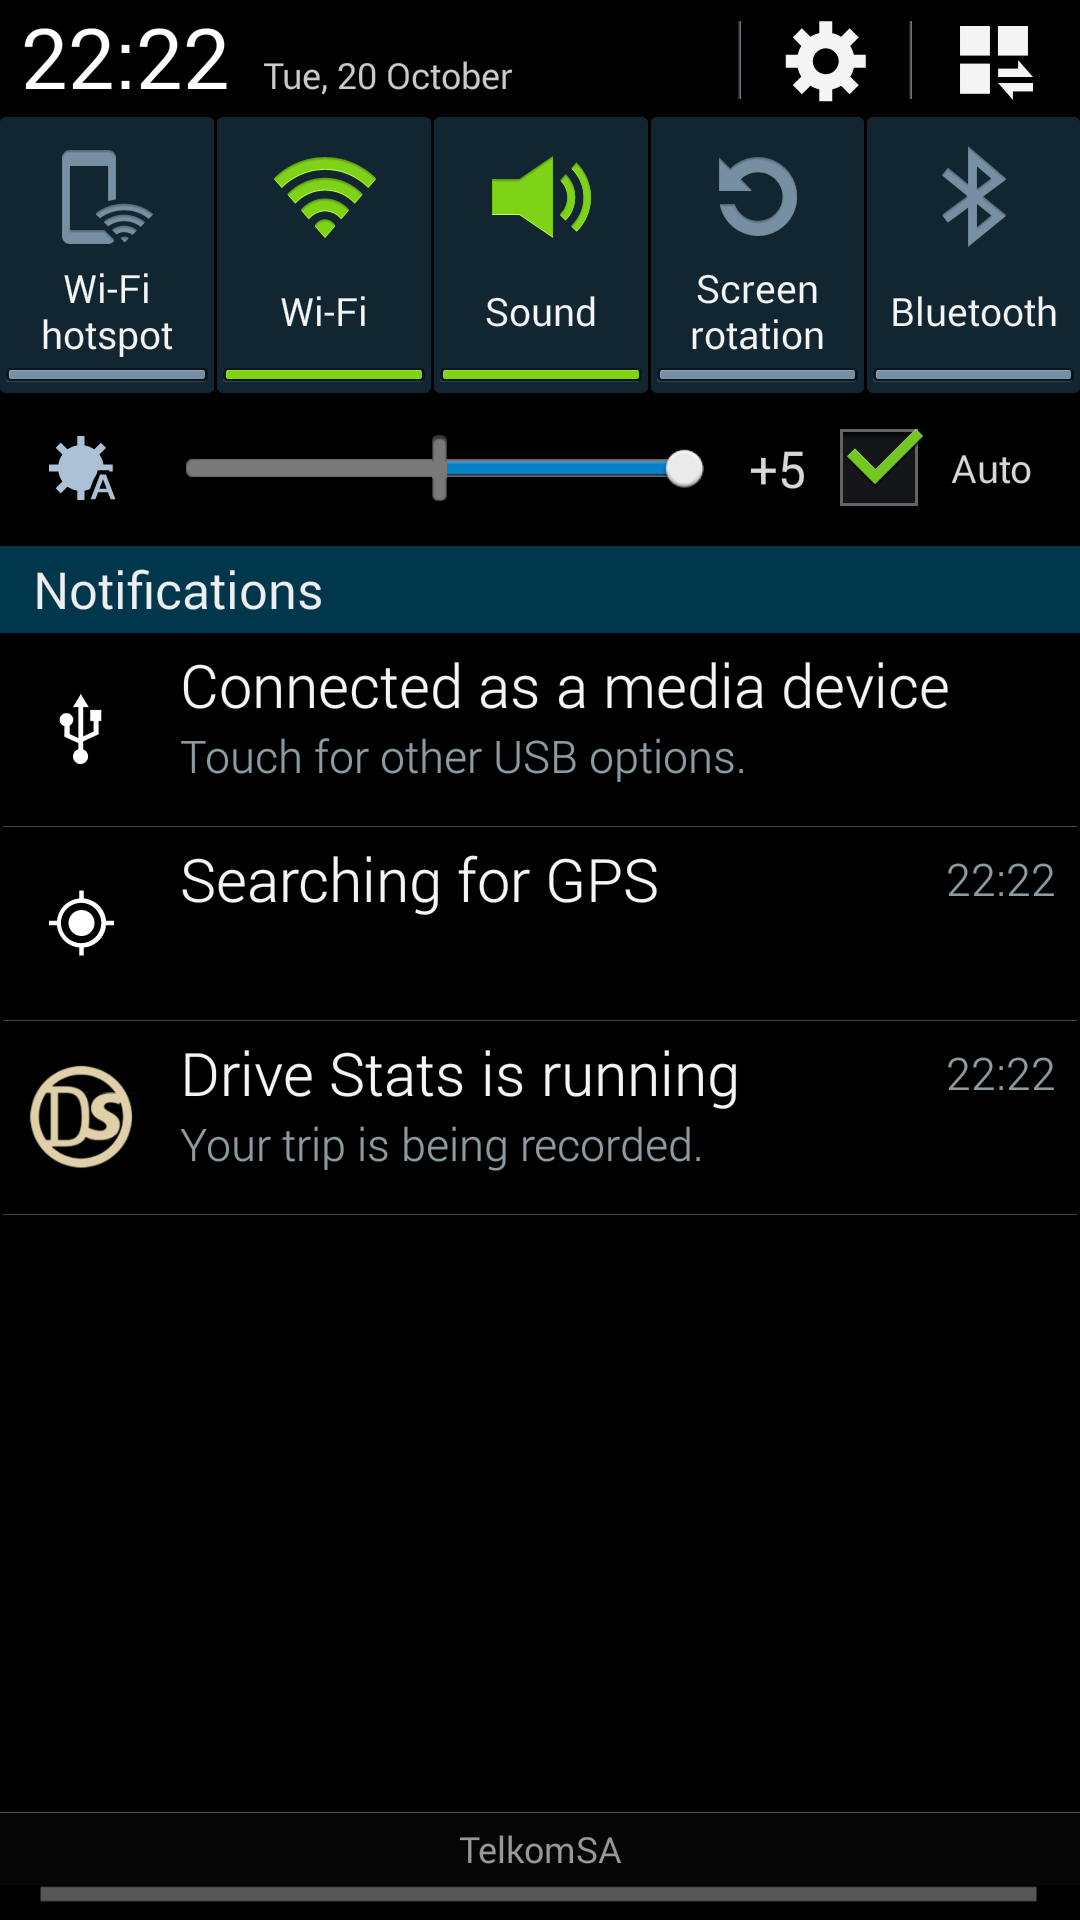 22:22 Tue, 20 October
Wi-Fi hotspot
Wi-Fi
Sound
Screen rotation
Bluetooth
A
+5
Auto
Notifications
Connected as a media device
Touch for other USB options.
Searching for GPS 22:22
DS
Drive Stats is running 22:22
Your trip is being recorded.
TelkomSA